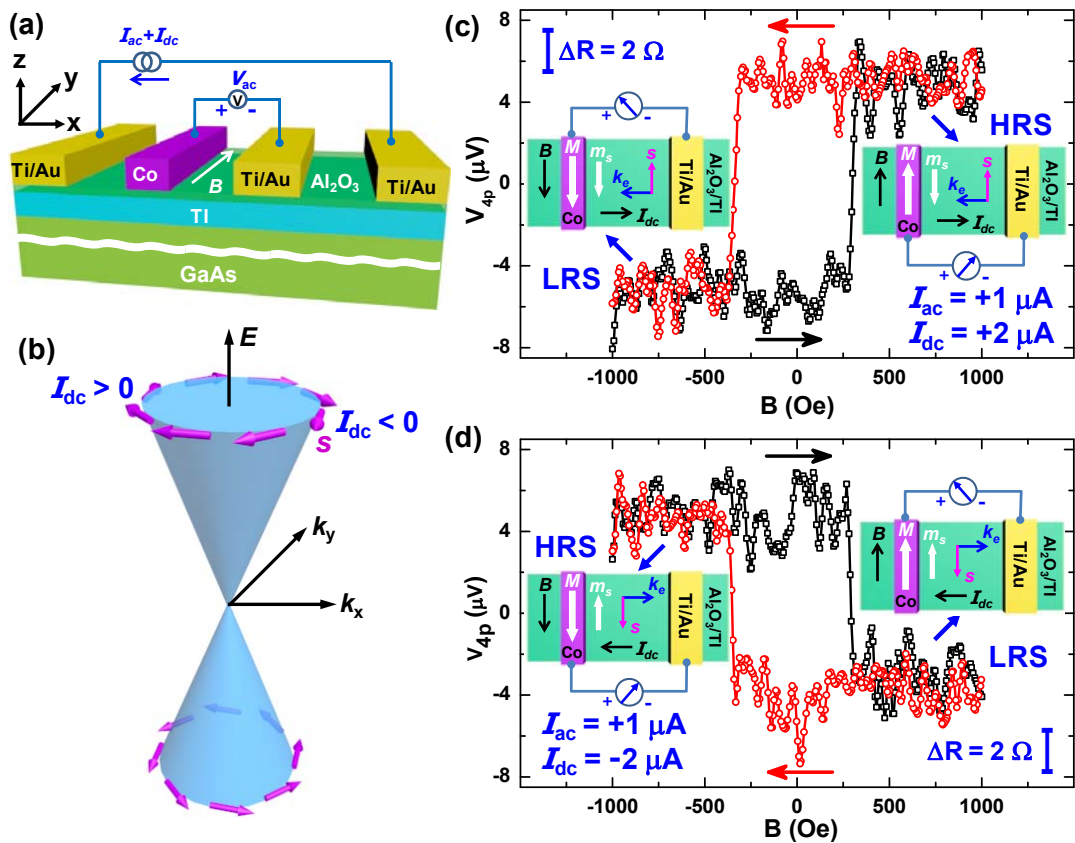 (a)
z
y
x
I_ac+I_dc
V_ac
+ V -
Ti/Au
Co
B
Ti/Au
Al₂O₃
Ti/Au
TI
GaAs
(b)
E
I_dc > 0
I_dc < 0
s
k_y
k_x
(c)
ΔR = 2 Ω
HRS
LRS
B
M
m_s
s
k_e
I_dc
Co
Ti/Au
Al₂O₃/TI
+ -
B
M
m_s
s
k_e
I_dc
Co
Ti/Au
Al₂O₃/TI
+ -
I_ac = +1 μA
I_dc = +2 μA
V_4p (μV)
8
4
0
-4
-8
-1000 -500 0 500 1000
B (Oe)
(d)
HRS
LRS
B
M
m_s
k_e
s
I_dc
Co
Ti/Au
Al₂O₃/TI
+ -
B
M
m_s
k_e
s
I_dc
Co
Ti/Au
Al₂O₃/TI
+ -
I_ac = +1 μA
I_dc = -2 μA
ΔR = 2 Ω
V_4p (μV)
8
4
0
-4
-8
-1000 -500 0 500 1000
B (Oe)